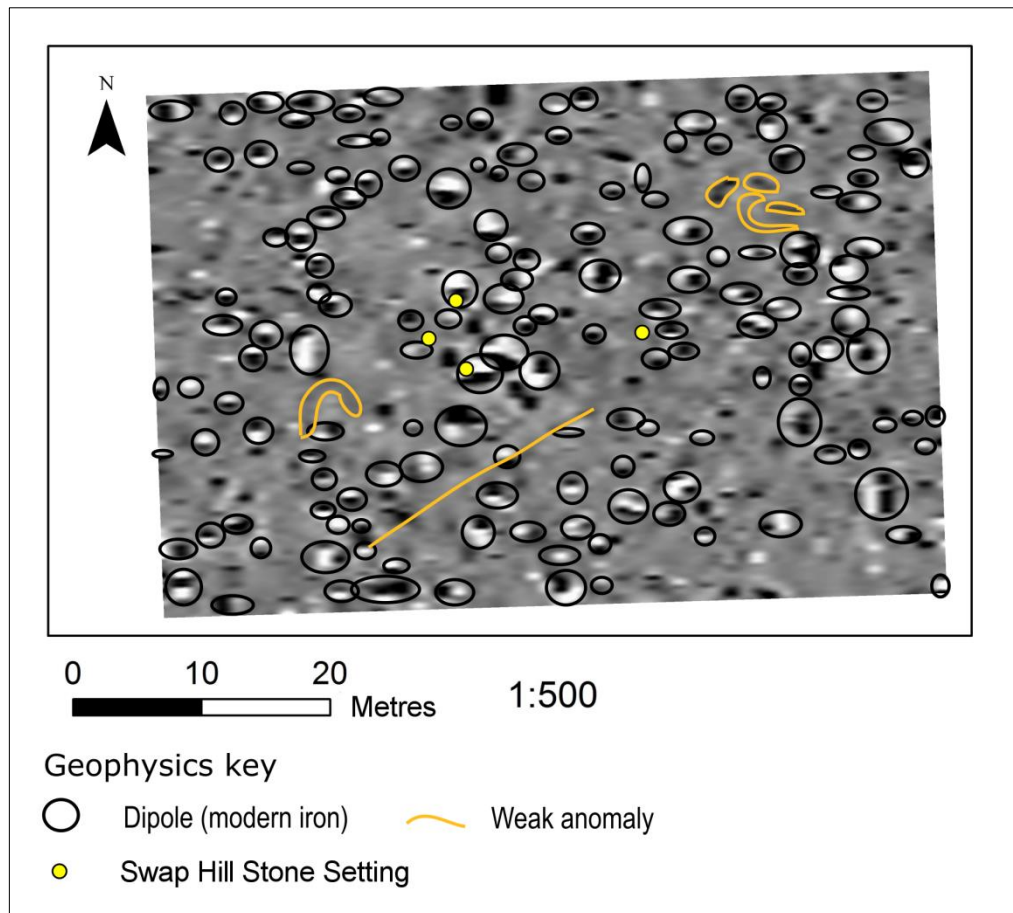 N
0 10 20
Metres
1:500
Geophysics key
Dipole (modern iron)
Weak anomaly
Swap Hill Stone Setting